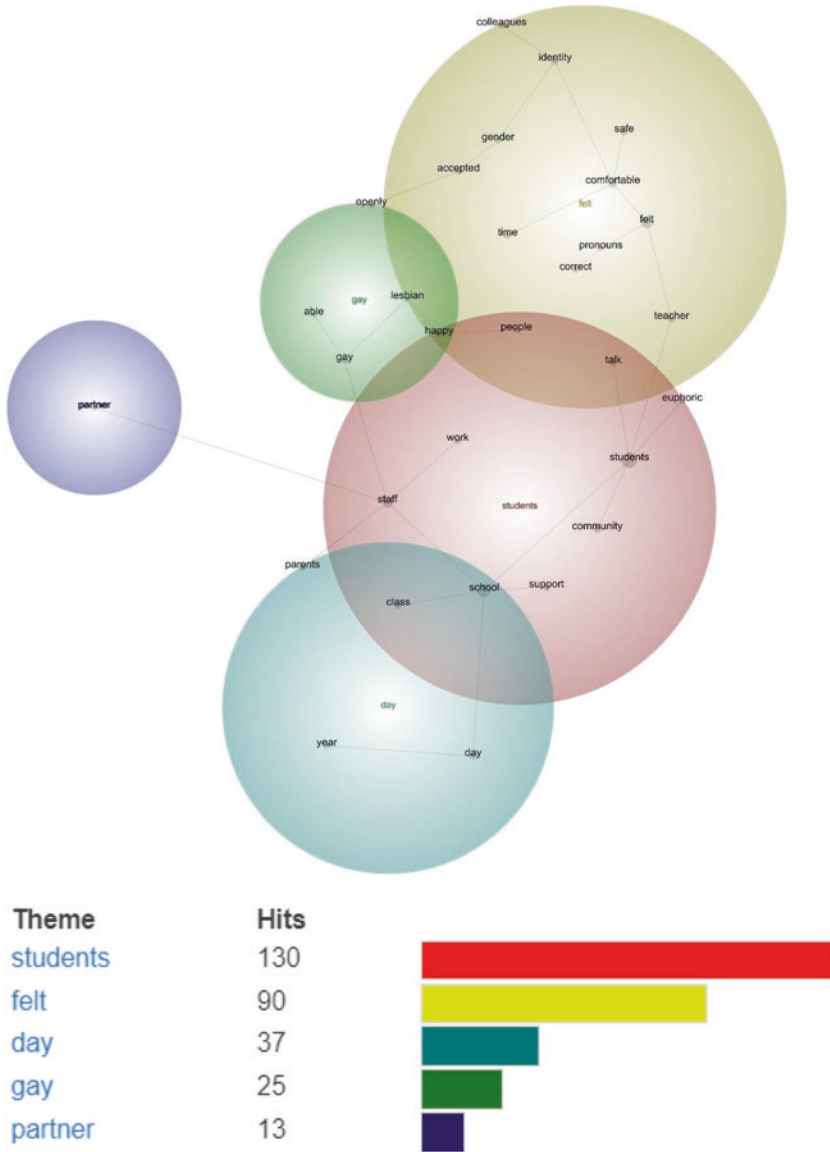 colleagues
identity
safe
gender
accepted
comfortable
openly
felt
felt
time
pronouns
correct
lesbian
gay
able
teacher
happy
people
gay
talk
euphoric
partner
work
students
staff
students
community
parents
school
support
class
day
year
day
Theme Hits
students 130
felt 90
day 37
gay 25
partner 13